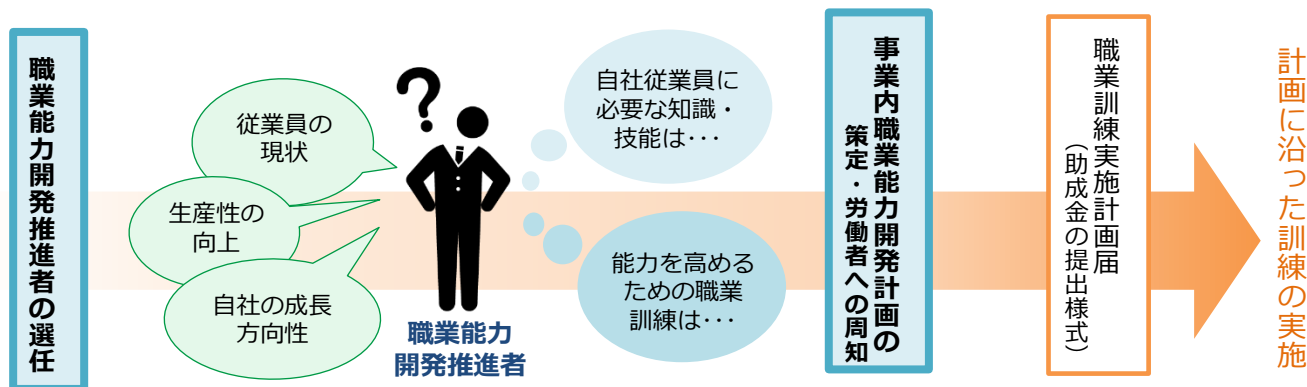 職業能力開発推進者の選任
従業員の
現状
生産性の
向上
自社の成長
方向性
?
職業能力
開発推進者
自社従業員に
必要な知識・
技能は･･･
能力を高める
ための職業
訓練は･･･
事業内職業能力開発計画の
策定・労働者への周知
職業訓練実施計画届
(助成金の提出様式)
計画に沿った訓練の実施